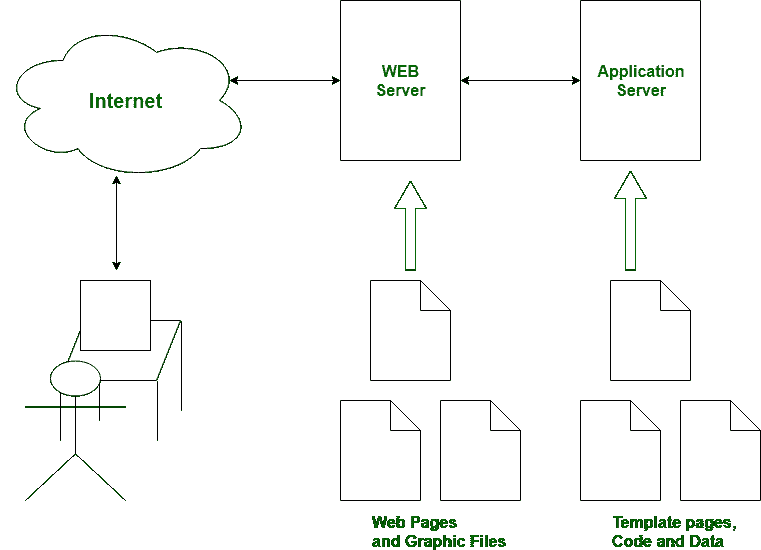 Internet
WEB
Server
Application
Server
Web Pages
and Graphic Files
Template pages,
Code and Data